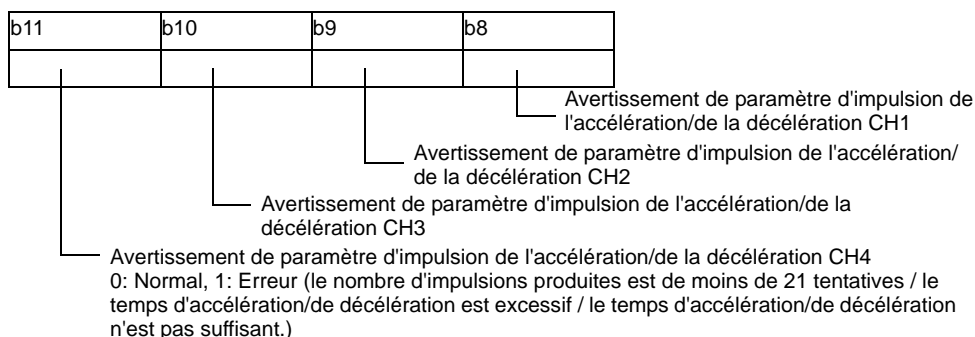 b11 b10 b9 b8
Avertissement de paramètre d'impulsion de
l'accélération/de la décélération CH1
Avertissement de paramètre d'impulsion de l'accélération/
de la décélération CH2
Avertissement de paramètre d'impulsion de l'accélération/de la
décélération CH3
Avertissement de paramètre d'impulsion de l'accélération/de la décélération CH4
0: Normal, 1: Erreur (le nombre d'impulsions produites est de moins de 21 tentatives / le
temps d'accélération/de décélération est excessif / le temps d'accélération/de décélération
n'est pas suffisant.)